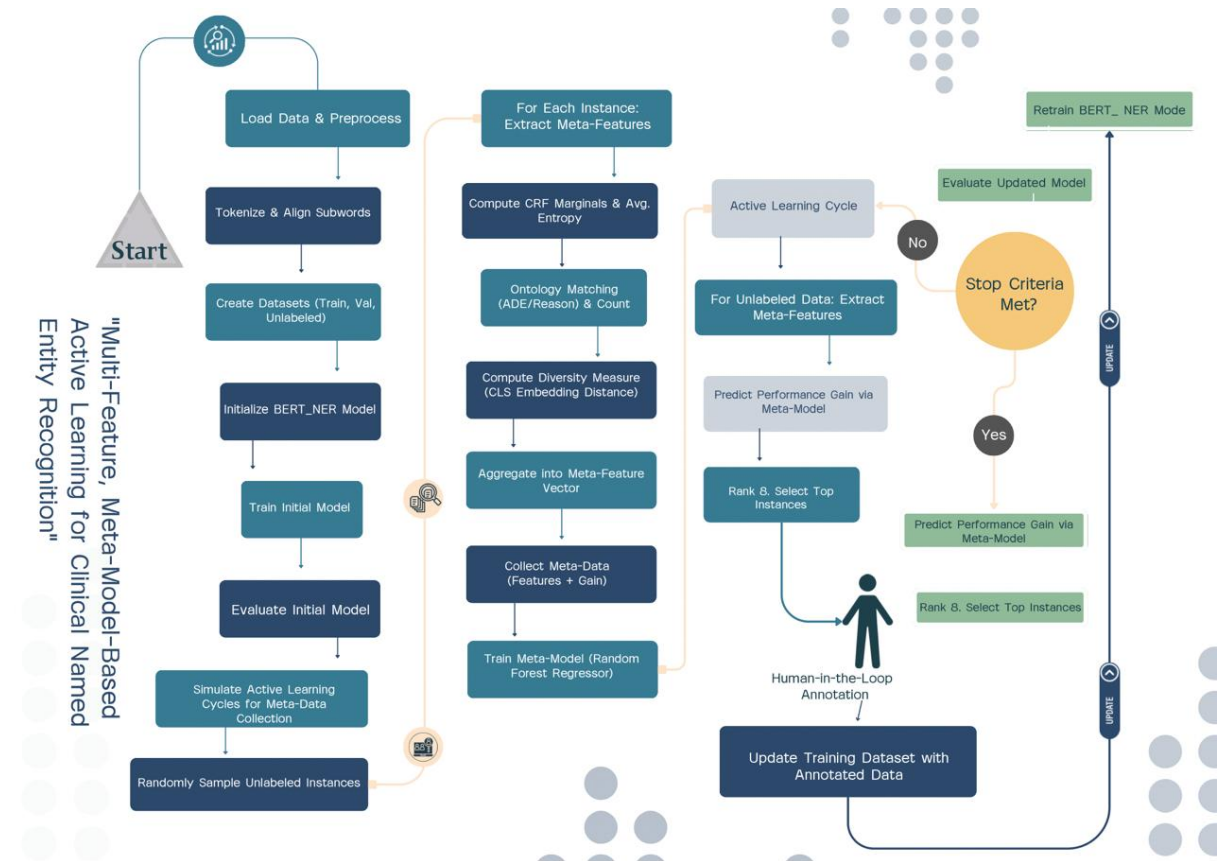 Start
"Multi-Feature, Meta-Model-Based
Active Learning for Clinical Named
Entity Recognition"
Load Data & Preprocess
Tokenize & Align Subwords
Create Datasets (Train, Val,
Unlabeled)
Initialize BERT_NER Model
Train Initial Model
Evaluate Initial Model
Simulate Active Learning
Cycles for Meta-Data
Collection
Randomly Sample Unlabeled Instances
For Each Instance:
Extract Meta-Features
Compute CRF Marginals & Avg.
Entropy
Ontology Matching
(ADE/Reason) & Count
Compute Diversity Measure
(CLS Embedding Distance)
Aggregate into Meta-Feature
Vector
Collect Meta-Data
(Features + Gain)
Train Meta-Model (Random
Forest Regressor)
Active Learning Cycle
For Unlabeled Data: Extract
Meta-Features
Predict Performance Gain via
Meta-Model
Rank 8. Select Top
Instances
Human-in-the-Loop
Annotation
Update Training Dataset with
Annotated Data
UPDATE
UPDATE
Retrain BERT_ NER Mode
Evaluate Updated Model
Stop Criteria
Met?
No
Yes
Predict Performance Gain via
Meta-Model
Rank 8. Select Top Instances